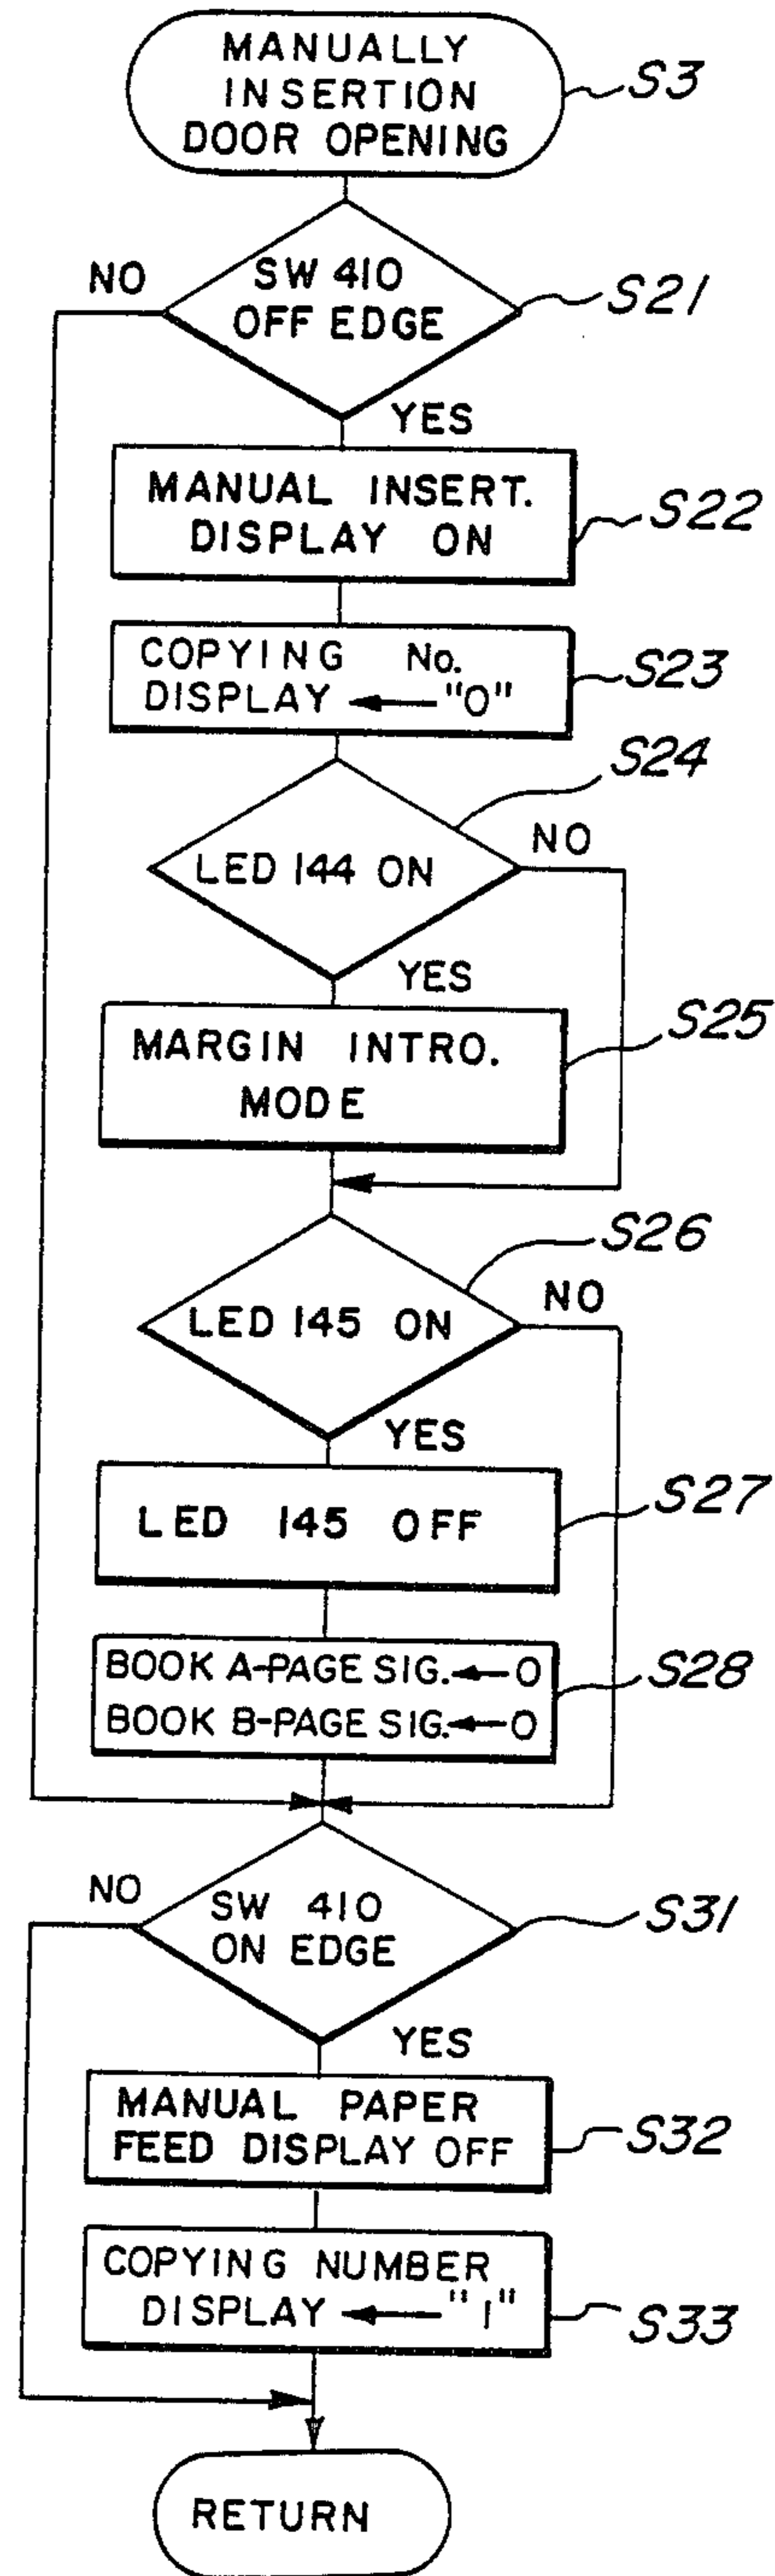 MANUALLY
INSERTION
DOOR OPENING
S3
NO
SW 410
OFF EDGE
S21
YES
MANUAL INSERT.
DISPLAY ON
S22
COPYING No.
DISPLAY ← "0"
S23
S24
LED 144 ON
NO
YES
MARGIN INTRO.
MODE
S25
S26
LED 145 ON
NO
YES
LED 145 OFF
S27
BOOK A-PAGE SIG. ← 0
BOOK B-PAGE SIG. ← 0
S28
NO
SW 410
ON EDGE
S31
YES
MANUAL PAPER
FEED DISPLAY OFF
S32
COPYING NUMBER
DISPLAY ← "1"
S33
RETURN